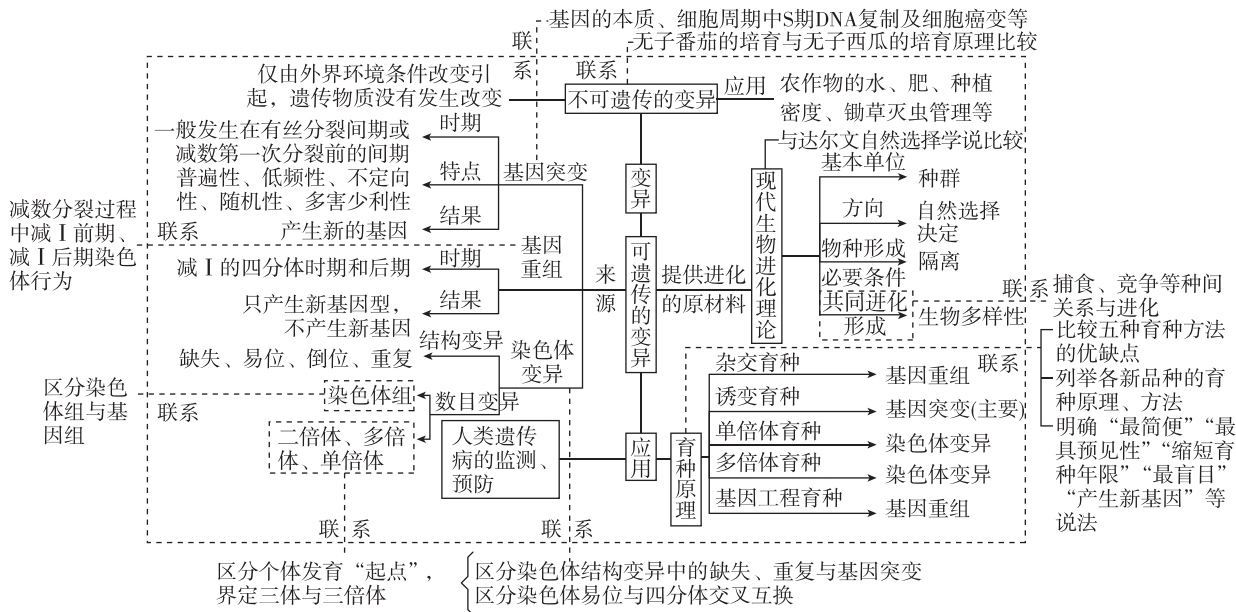 基因的本质、细胞周期中S期DNA复制及细胞癌变等
联系
无子番茄的培育与无子西瓜的培育原理比较
联系
仅由外界环境条件改变引
起，遗传物质没有发生改变
不可遗传的变异
应用
农作物的水、肥、种植
密度、锄草灭虫管理等
变异
一般发生在有丝分裂间期或
减数第一次分裂前的间期
时期
普遍性、低频性、不定向
性、随机性、多害少利性
特点
基因突变
产生新的基因
结果
减数分裂过程
中减Ⅰ前期、
减Ⅰ后期染色
体行为
联系
基因
重组
减Ⅰ的四分体时期和后期
时期
只产生新基因型，
不产生新基因
结果
来源
可遗传的变异
提供进化
的原材料
现代生物进化理论
与达尔文自然选择学说比较
基本单位
种群
方向
自然选择
决定
物种形成
必要条件
隔离
共同进化
形成
生物多样性
联系
捕食、竞争等种间
关系与进化
缺失、易位、倒位、重复
结构变异
染色体
变异
区分染色
体组与基
因组
联系
染色体组
数目变异
二倍体、多倍
体、单倍体
人类遗传
病的监测、
预防
应用
育种原理
杂交育种
基因重组
诱变育种
基因突变(主要)
单倍体育种
染色体变异
多倍体育种
染色体变异
基因工程育种
基因重组
联系
比较五种育种方法
的优缺点
列举各新品种的育
种原理、方法
明确“最简便”“最
具预见性”“缩短育
种年限”“最盲目”
“产生新基因”等
说法
联系
区分个体发育“起点”，
界定三体与三倍体
联系
区分染色体结构变异中的缺失、重复与基因突变
区分染色体易位与四分体交叉互换